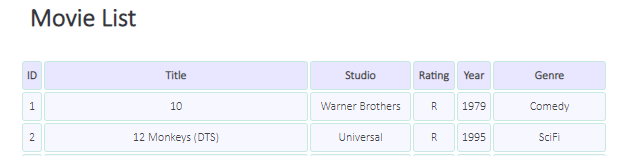 Movie List
ID Title Studio Rating Year Genre
1 10 Warner Brothers R 1979 Comedy
2 12 Monkeys (DTS) Universal R 1995 SciFi